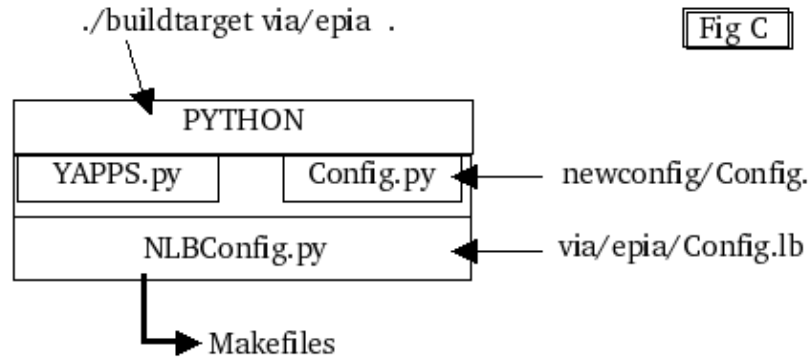 ./buildtarget via/epia .
Fig C
PYTHON
YAPPS.py
Config.py
newconfig/Config.
NLBConfig.py
via/epia/Config.lb
Makefiles